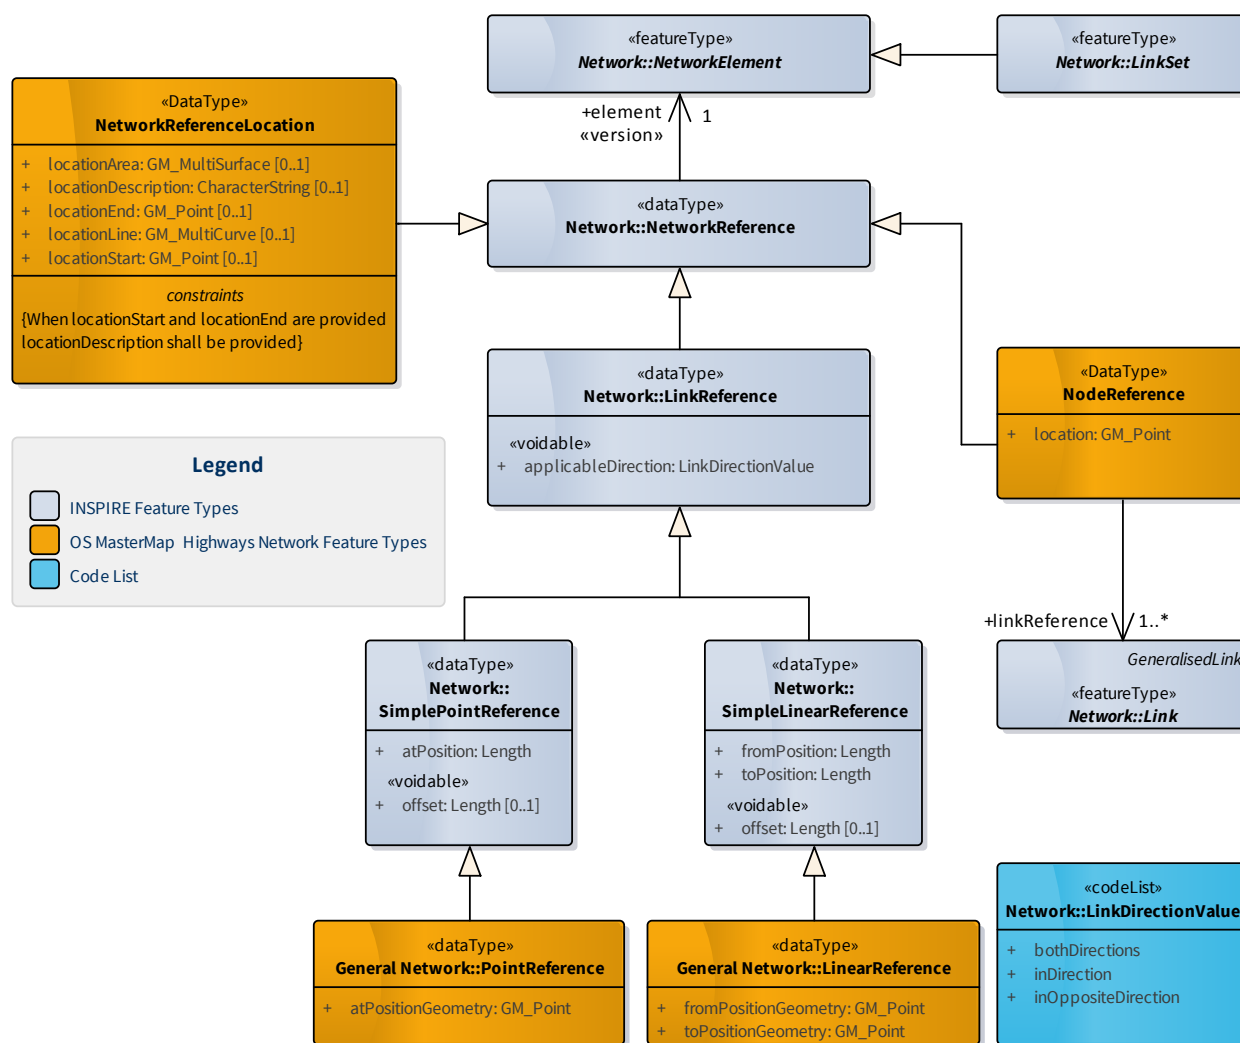 «featureType»
Network::NetworkElement
«featureType»
Network::LinkSet
+element
«version»
1
«DataType»
NetworkReferenceLocation
+ locationArea: GM_MultiSurface [0..1]
+ locationDescription: CharacterString [0..1]
+ locationEnd: GM_Point [0..1]
+ locationLine: GM_MultiCurve [0..1]
+ locationStart: GM_Point [0..1]
constraints
{When locationStart and locationEnd are provided
locationDescription shall be provided}
«dataType»
Network::NetworkReference
«dataType»
Network::LinkReference
«voidable»
+ applicableDirection: LinkDirectionValue
«DataType»
NodeReference
+ location: GM_Point
Legend
INSPIRE Feature Types
OS MasterMap Highways Network Feature Types
Code List
+linkReference
1..*
GeneralisedLink
«featureType»
Network::Link
«dataType»
Network::
SimplePointReference
+ atPosition: Length
«voidable»
+ offset: Length [0..1]
«dataType»
Network::
SimpleLinearReference
+ fromPosition: Length
+ toPosition: Length
«voidable»
+ offset: Length [0..1]
«dataType»
General Network::PointReference
+ atPositionGeometry: GM_Point
«dataType»
General Network::LinearReference
+ fromPositionGeometry: GM_Point
+ toPositionGeometry: GM_Point
«codeList»
Network::LinkDirectionValue
+ bothDirections
+ inDirection
+ inOppositeDirection